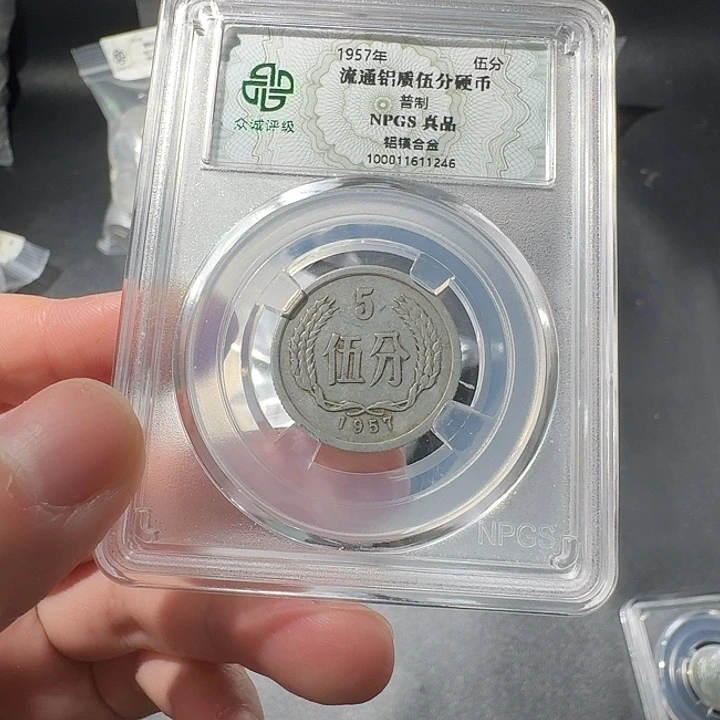 1957年 伍分
流通铝质伍分硬币
普制
NPGS 真品
铝镁合金
100011611246
众诚评级
5
伍分
1957
NPGS